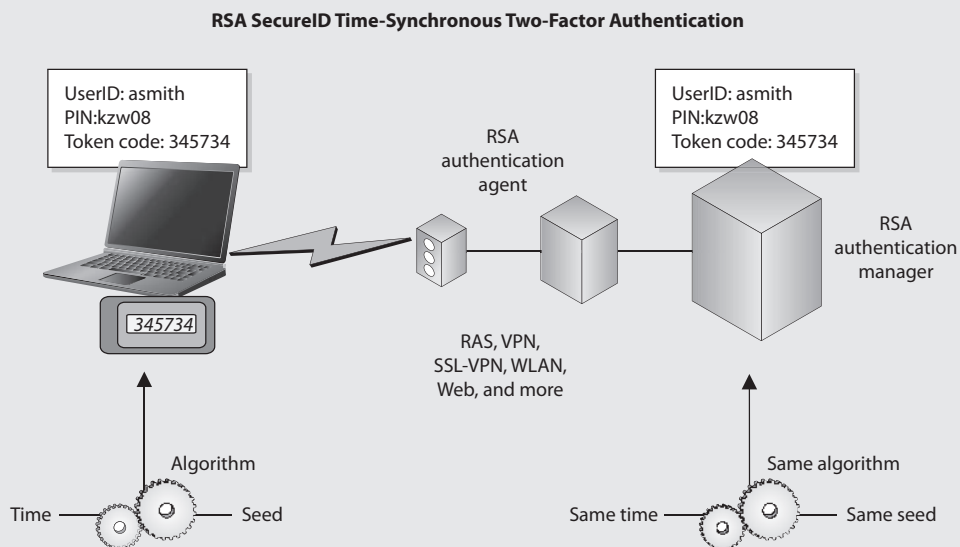 RSA SecureID Time-Synchronous Two-Factor Authentication
UserID: asmith
PIN:kzw08
Token code: 345734
RSA
authentication
agent
UserID: asmith
PIN:kzw08
Token code: 345734
RSA
authentication
manager
345734
RAS, VPN,
SSL-VPN, WLAN,
Web, and more
Algorithm
Time
Seed
Same algorithm
Same time
Same seed